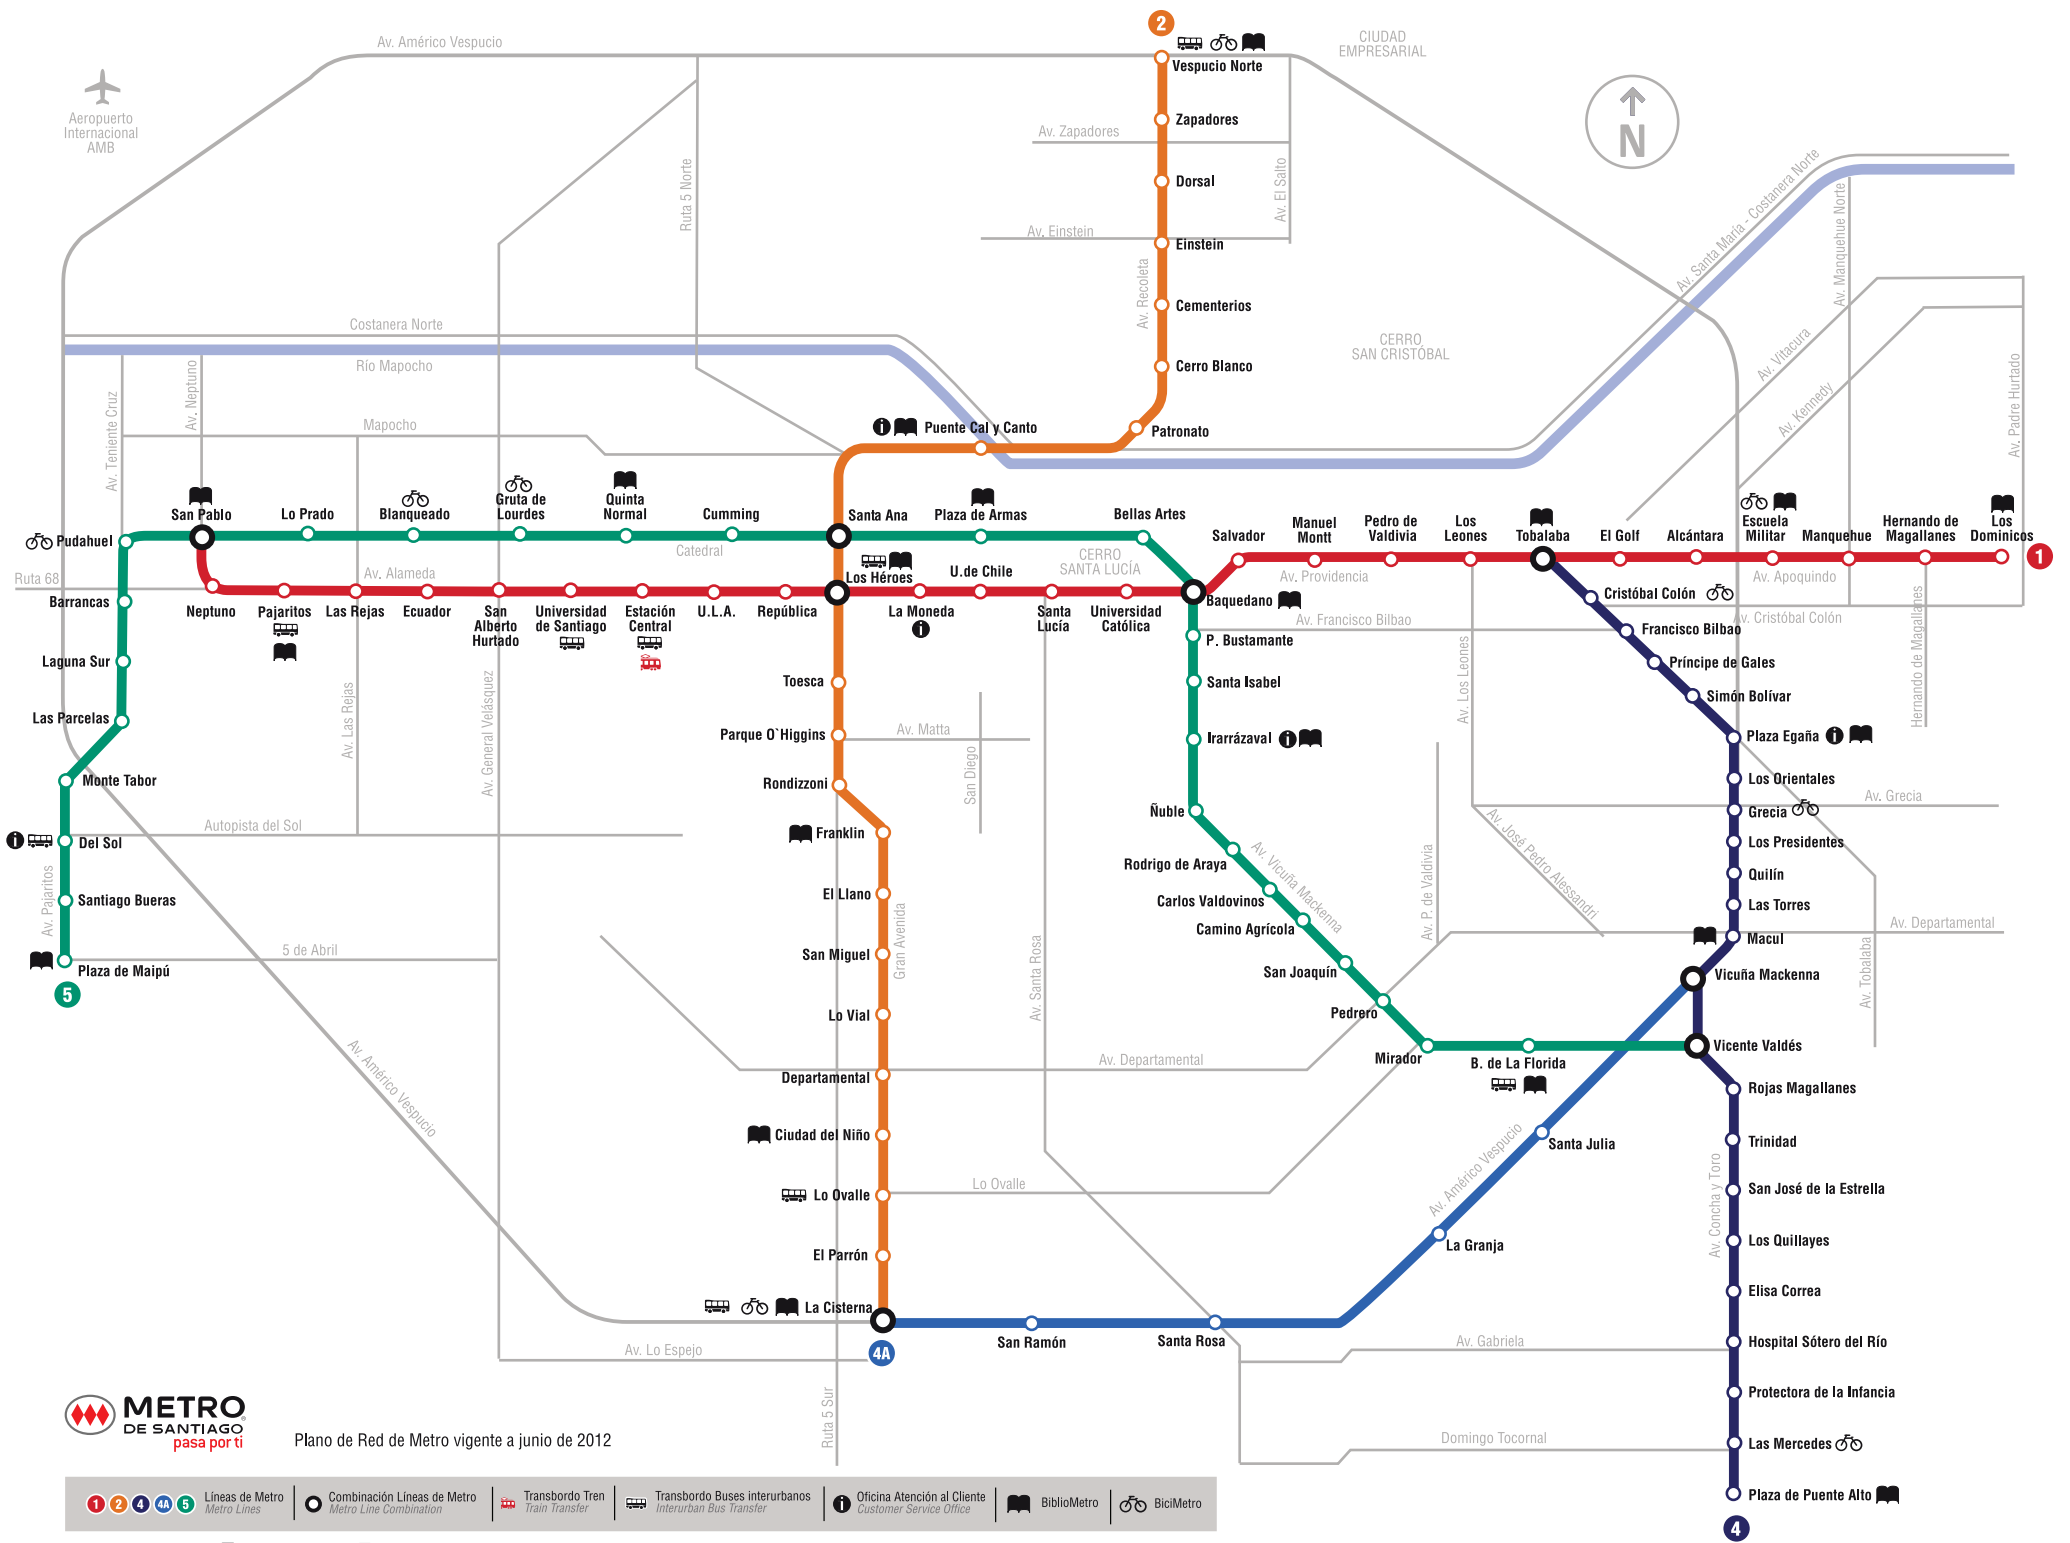 2
Av. Américo Vespucio
CIUDAD
EMPRESARIAL
Vespucio Norte
Aeropuerto
Internacional
AMB
Zapadores
Av. Zapadores
N
Ruta 5 Norte
Dorsal
Av. El Salto
Av. Santa María - Costanera Norte
Av. Manquehue Norte
Av. Einstein
Einstein
Av. Recoleta
Cementerios
Costanera Norte
Río Mapocho
CERRO
SAN CRISTÓBAL
Av. Vitacura
Av. Kennedy
Av. Padre Hurtado
Cerro Blanco
Av. Teniente Cruz
Av. Neptuno
Mapocho
i
Puente Cal y Canto
Patronato
San Pablo
Lo Prado
Blanqueado
Gruta de
Lourdes
Quinta
Normal
Cumming
Santa Ana
Plaza de Armas
Bellas Artes
Salvador
Manuel
Montt
Pedro de
Valdivia
Los
Leones
Tobalaba
El Golf
Alcántara
Escuela
Militar
Manquehue
Hernando de
Magallanes
Los
Dominicos
1
Pudahuel
Catedral
CERRO
SANTA LUCÍA
Ruta 68
Av. Alameda
Los Héroes
U.de Chile
Av. Providencia
Av. Apoquindo
Barrancas
Neptuno
Pajaritos
Las Rejas
Ecuador
San
Alberto
Hurtado
Universidad
de Santiago
Estación
Central
U.L.A.
República
La Moneda
i
Santa
Lucía
Universidad
Católica
Baquedano
Cristóbal Colón
Av. Cristóbal Colón
Av. Francisco Bilbao
Francisco Bilbao
P. Bustamante
Laguna Sur
Príncipe de Gales
Santa Isabel
Toesca
Simón Bolívar
Av. Los Leones
Hernando de Magallanes
Las Parcelas
Av. Las Rejas
Av. General Velásquez
Parque O`Higgins
Av. Matta
San Diego
Irarrázaval
i
Plaza Egaña
i
Monte Tabor
Rondizzoni
Los Orientales
Av. Grecia
Ñuble
Grecia
Autopista del Sol
Franklin
i
Del Sol
Los Presidentes
Av. José Pedro Alessandri
Av. P. de Valdivia
Av. Vicuña Mackenna
Rodrigo de Araya
Quilín
Av. Pajaritos
Santiago Bueras
El Llano
Carlos Valdovinos
Las Torres
Camino Agrícola
Av. Departamental
Macul
Gran Avenida
5 de Abril
San Miguel
Plaza de Maipú
5
San Joaquín
Vicuña Mackenna
Av. Tobalaba
Av. Santa Rosa
Lo Vial
Pedrero
Mirador
B. de La Florida
Vicente Valdés
Av. Departamental
Av. Américo Vespucio
Departamental
Rojas Magallanes
Ciudad del Niño
Santa Julia
Trinidad
Av. Américo Vespucio
Av. Concha y Toro
Lo Ovalle
Lo Ovalle
San José de la Estrella
El Parrón
La Granja
Los Quillayes
Elisa Correa
La Cisterna
4A
San Ramón
Santa Rosa
Av. Lo Espejo
Av. Gabriela
Hospital Sótero del Río
Protectora de la Infancia
Ruta 5 Sur
METRO
DE SANTIAGO
pasa por ti
Plano de Red de Metro vigente a junio de 2012
Domingo Tocornal
Las Mercedes
Plaza de Puente Alto
4
1 2 4 4A 5
Líneas de Metro
Metro Lines
Combinación Líneas de Metro
Metro Line Combination
Transbordo Tren
Train Transfer
Transbordo Buses interurbanos
Interurban Bus Transfer
i
Oficina Atención al Cliente
Customer Service Office
BiblioMetro
BiciMetro